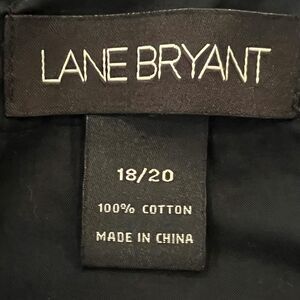 LANE BRYANT
18/20
100% COTTON
MADE IN CHINA